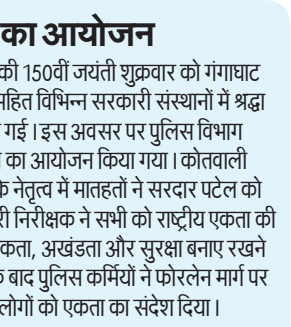 का आयोजन
की 150वीं जयंती शुक्रवार को गंगाघाट
सहित विभिन्न सरकारी संस्थानों में श्रद्धा
गई। इस अवसर पर पुलिस विभाग
का आयोजन किया गया। कोतवाली
के नेतृत्व में मातहतों ने सरदार पटेल को
री निरीक्षक ने सभी को राष्ट्रीय एकता की
कता, अखंडता और सुरक्षा बनाए रखने
के बाद पुलिस कर्मियों ने फोरलेन मार्ग पर
लोगों को एकता का संदेश दिया।